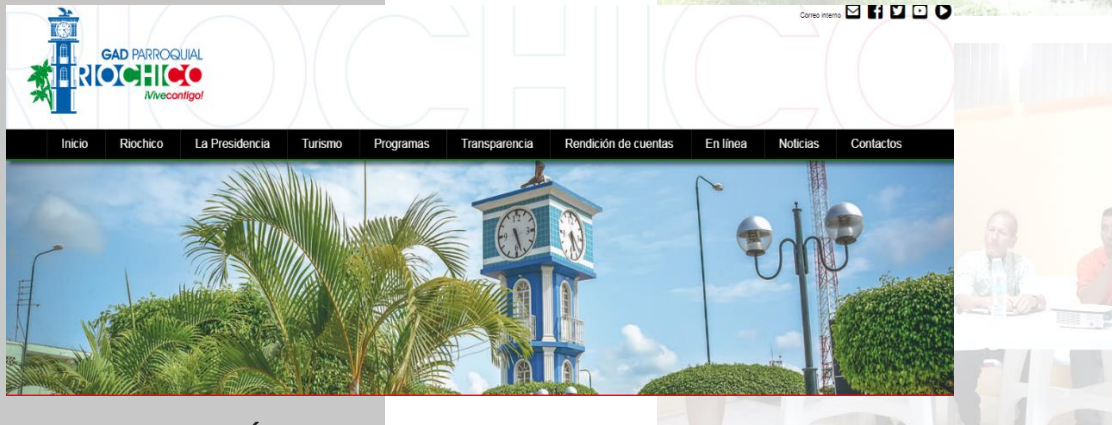 Correo interno
GAD PARROQUIAL
RIOCHICO
¡Vivecontigo!
RIOCHICO
Inicio Riochico La Presidencia Turismo Programas Transparencia Rendición de cuentas En línea Noticias Contactos